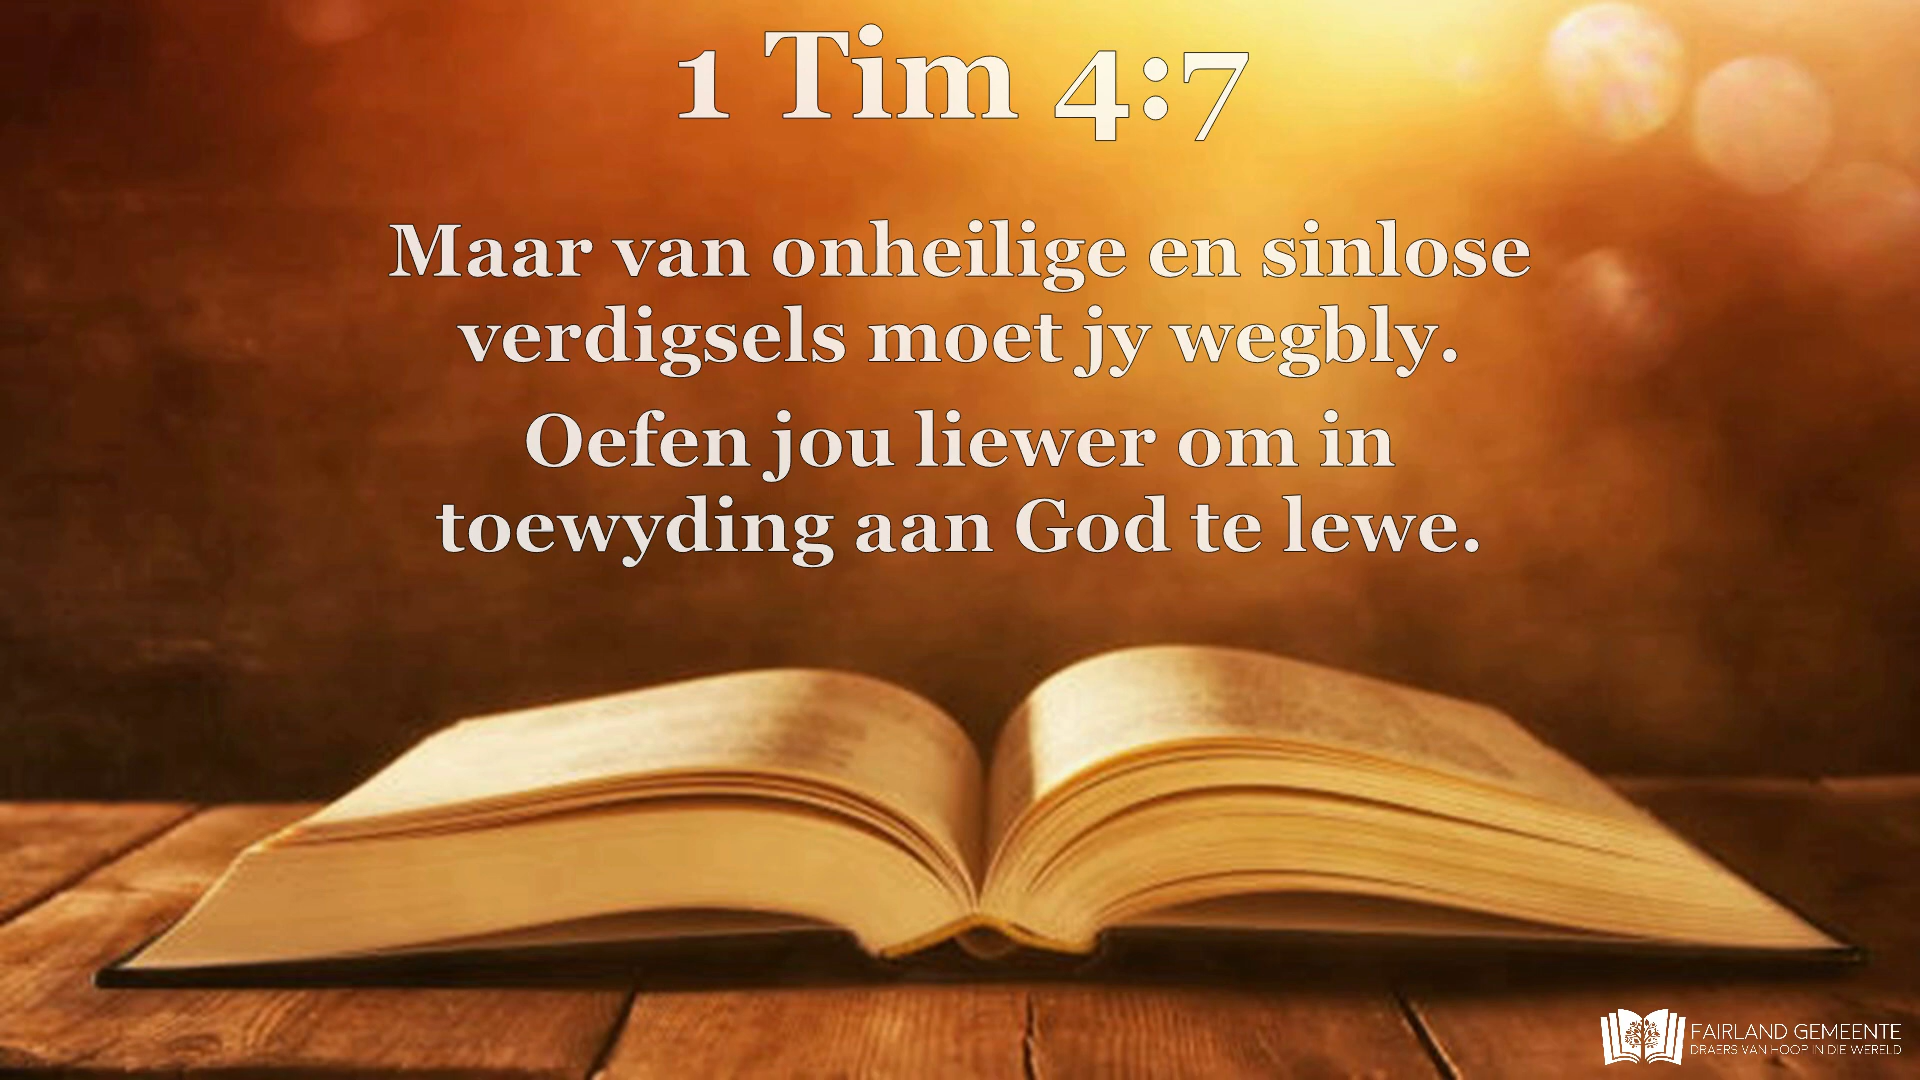 1 Tim 4:7
Maar van onheilige en sinlose
verdigsels moet jy wegbly.
Oefen jou liewer om in
toewyding aan God te lewe.
FAIRLAND GEMEENTE
DRAERS VAN HOOP IN DIE WERELD